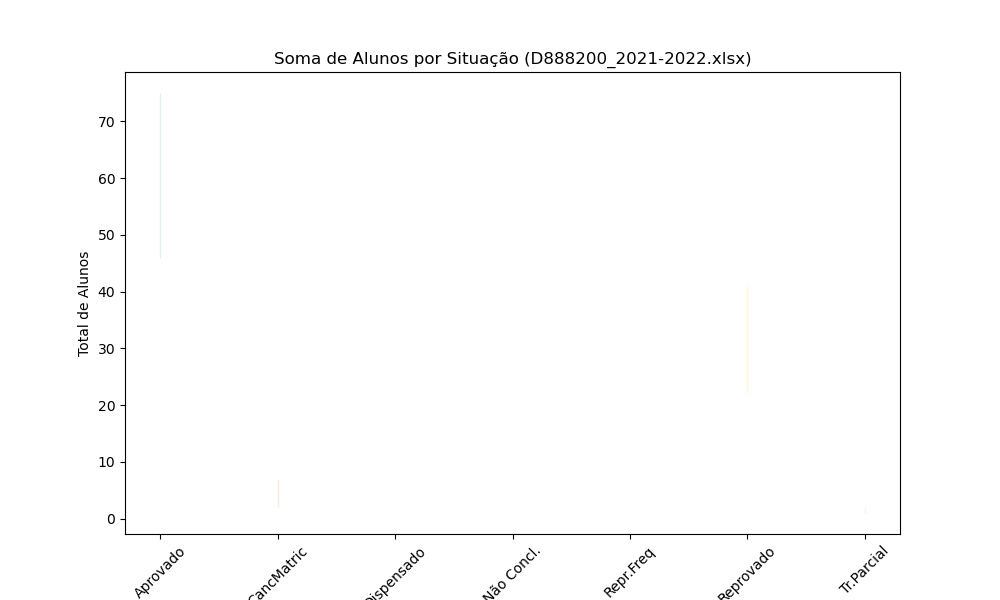 Soma de Alunos por Situação (D888200_2021-2022.xlsx)
Total de Alunos
70
60
50
40
30
20
10
0
Aprovado
CancMatric
Dispensado
Não Concl.
Repr.Freq
Reprovado
Tr.Parcial